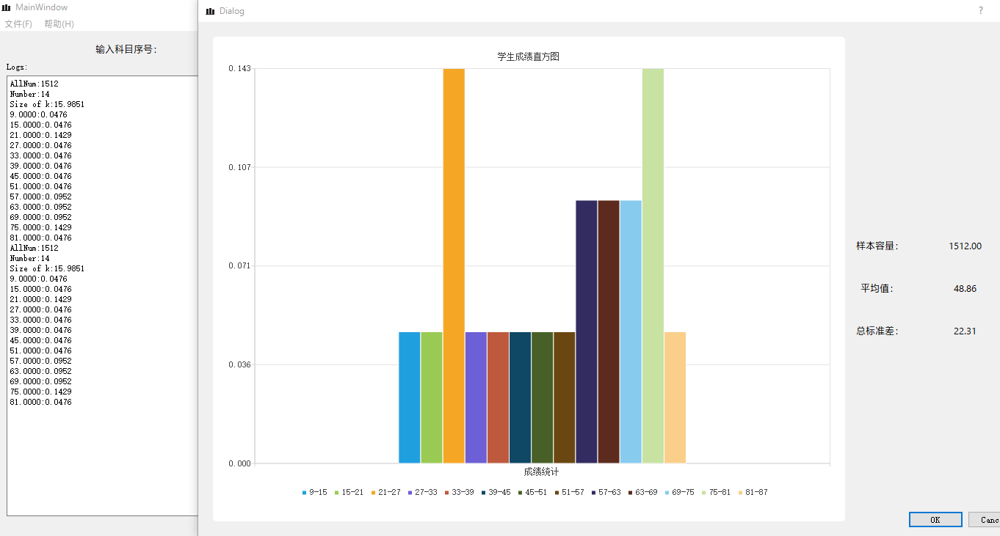 MainWindow
文件(F) 帮助(H)
输入科目序号:
Logs:
AllNum:1512
Number:14
Size of k:15.9851
9.0000:0.0476
15.0000:0.0476
21.0000:0.1429
27.0000:0.0476
33.0000:0.0476
39.0000:0.0476
45.0000:0.0476
51.0000:0.0476
57.0000:0.0952
63.0000:0.0952
69.0000:0.0952
75.0000:0.1429
81.0000:0.0476
AllNum:1512
Number:14
Size of k:15.9851
9.0000:0.0476
15.0000:0.0476
21.0000:0.1429
27.0000:0.0476
33.0000:0.0476
39.0000:0.0476
45.0000:0.0476
51.0000:0.0476
57.0000:0.0952
63.0000:0.0952
69.0000:0.0952
75.0000:0.1429
81.0000:0.0476
Dialog ?
学生成绩直方图
0.143
0.107
0.071
0.036
0.000
成绩统计
9-15 15-21 21-27 27-33 33-39 39-45 45-51 51-57 57-63 63-69 69-75 75-81 81-87
样本容量: 1512.00
平均值: 48.86
总标准差: 22.31
OK Canc